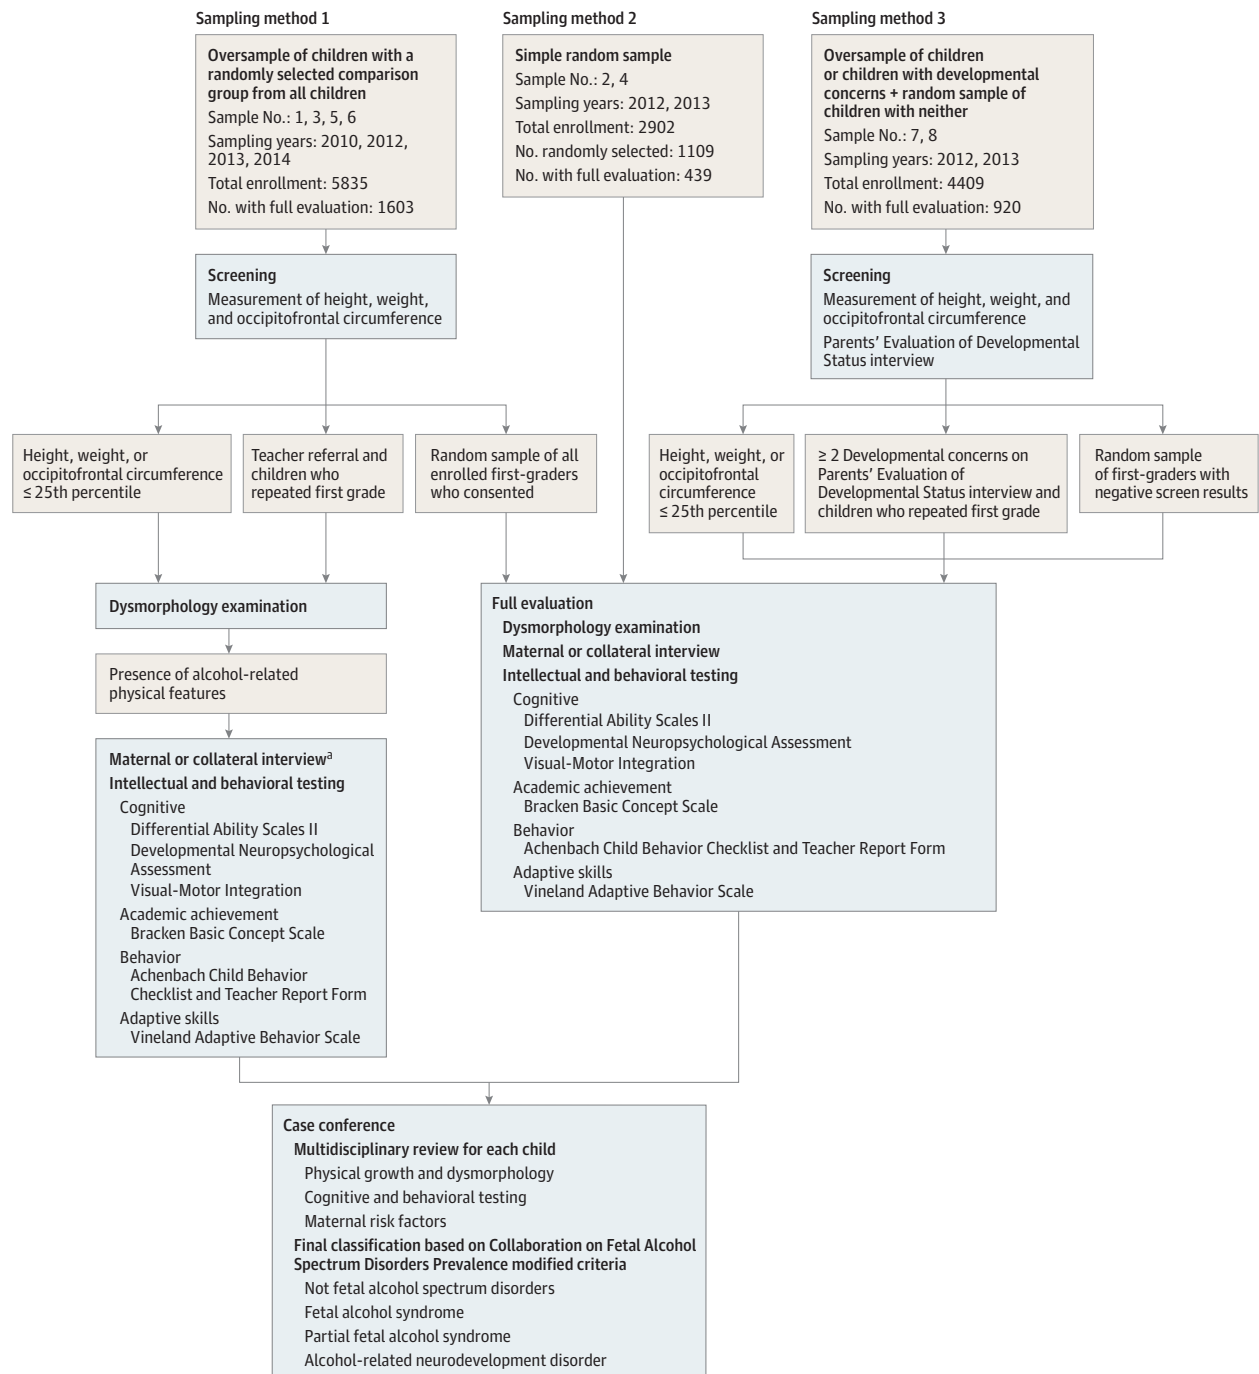 Sampling method 1
Oversample of children with a
randomly selected comparison
group from all children
Sample No.: 1, 3, 5, 6
Sampling years: 2010, 2012,
2013, 2014
Total enrollment: 5835
No. with full evaluation: 1603
Sampling method 2
Simple random sample
Sample No.: 2, 4
Sampling years: 2012, 2013
Total enrollment: 2902
No. randomly selected: 1109
No. with full evaluation: 439
Sampling method 3
Oversample of children
or children with developmental
concerns + random sample of
children with neither
Sample No.: 7, 8
Sampling years: 2012, 2013
Total enrollment: 4409
No. with full evaluation: 920
Screening
Measurement of height, weight,
and occipitofrontal circumference
Screening
Measurement of height, weight, and
occipitofrontal circumference
Parents’ Evaluation of Developmental
Status interview
Height, weight, or
occipitofrontal circumference
≤ 25th percentile
Teacher referral and
children who
repeated first grade
Random sample of all
enrolled first-graders
who consented
Height, weight, or
occipitofrontal
circumference
≤ 25th percentile
≥ 2 Developmental concerns on
Parents’ Evaluation of
Developmental Status interview and
children who repeated first grade
Random sample
of first-graders with
negative screen results
Dysmorphology examination
Presence of alcohol-related
physical features
Maternal or collateral interviewᵃ
Intellectual and behavioral testing
Cognitive
Differential Ability Scales II
Developmental Neuropsychological
Assessment
Visual-Motor Integration
Academic achievement
Bracken Basic Concept Scale
Behavior
Achenbach Child Behavior
Checklist and Teacher Report Form
Adaptive skills
Vineland Adaptive Behavior Scale
Full evaluation
Dysmorphology examination
Maternal or collateral interview
Intellectual and behavioral testing
Cognitive
Differential Ability Scales II
Developmental Neuropsychological Assessment
Visual-Motor Integration
Academic achievement
Bracken Basic Concept Scale
Behavior
Achenbach Child Behavior Checklist and Teacher Report Form
Adaptive skills
Vineland Adaptive Behavior Scale
Case conference
Multidisciplinary review for each child
Physical growth and dysmorphology
Cognitive and behavioral testing
Maternal risk factors
Final classification based on Collaboration on Fetal Alcohol
Spectrum Disorders Prevalence modified criteria
Not fetal alcohol spectrum disorders
Fetal alcohol syndrome
Partial fetal alcohol syndrome
Alcohol-related neurodevelopment disorder